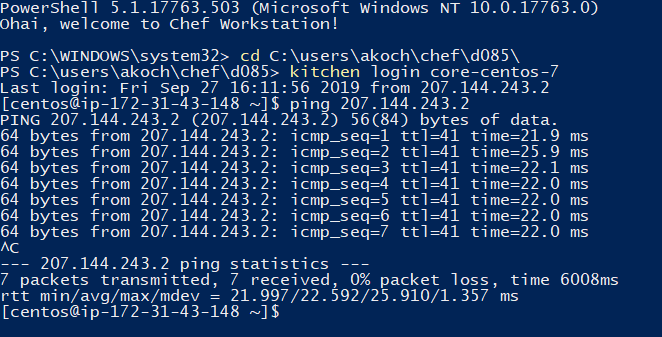 PowerShell 5.1.17763.503 (Microsoft Windows NT 10.0.17763.0)
Ohai, welcome to Chef Workstation!
PS C:\WINDOWS\system32> cd C:\users\akoch\chef\d085\
PS C:\users\akoch\chef\d085> kitchen login core-centos-7
Last login: Fri Sep 27 16:11:56 2019 from 207.144.243.2
[centos@ip-172-31-43-148 ~]$ ping 207.144.243.2
PING 207.144.243.2 (207.144.243.2) 56(84) bytes of data.
64 bytes from 207.144.243.2: icmp_seq=1 ttl=41 time=21.9 ms
64 bytes from 207.144.243.2: icmp_seq=2 ttl=41 time=25.9 ms
64 bytes from 207.144.243.2: icmp_seq=3 ttl=41 time=22.1 ms
64 bytes from 207.144.243.2: icmp_seq=4 ttl=41 time=22.0 ms
64 bytes from 207.144.243.2: icmp_seq=5 ttl=41 time=22.0 ms
64 bytes from 207.144.243.2: icmp_seq=6 ttl=41 time=22.0 ms
64 bytes from 207.144.243.2: icmp_seq=7 ttl=41 time=22.0 ms
^C
--- 207.144.243.2 ping statistics ---
7 packets transmitted, 7 received, 0% packet loss, time 6008ms
rtt min/avg/max/mdev = 21.997/22.592/25.910/1.357 ms
[centos@ip-172-31-43-148 ~]$